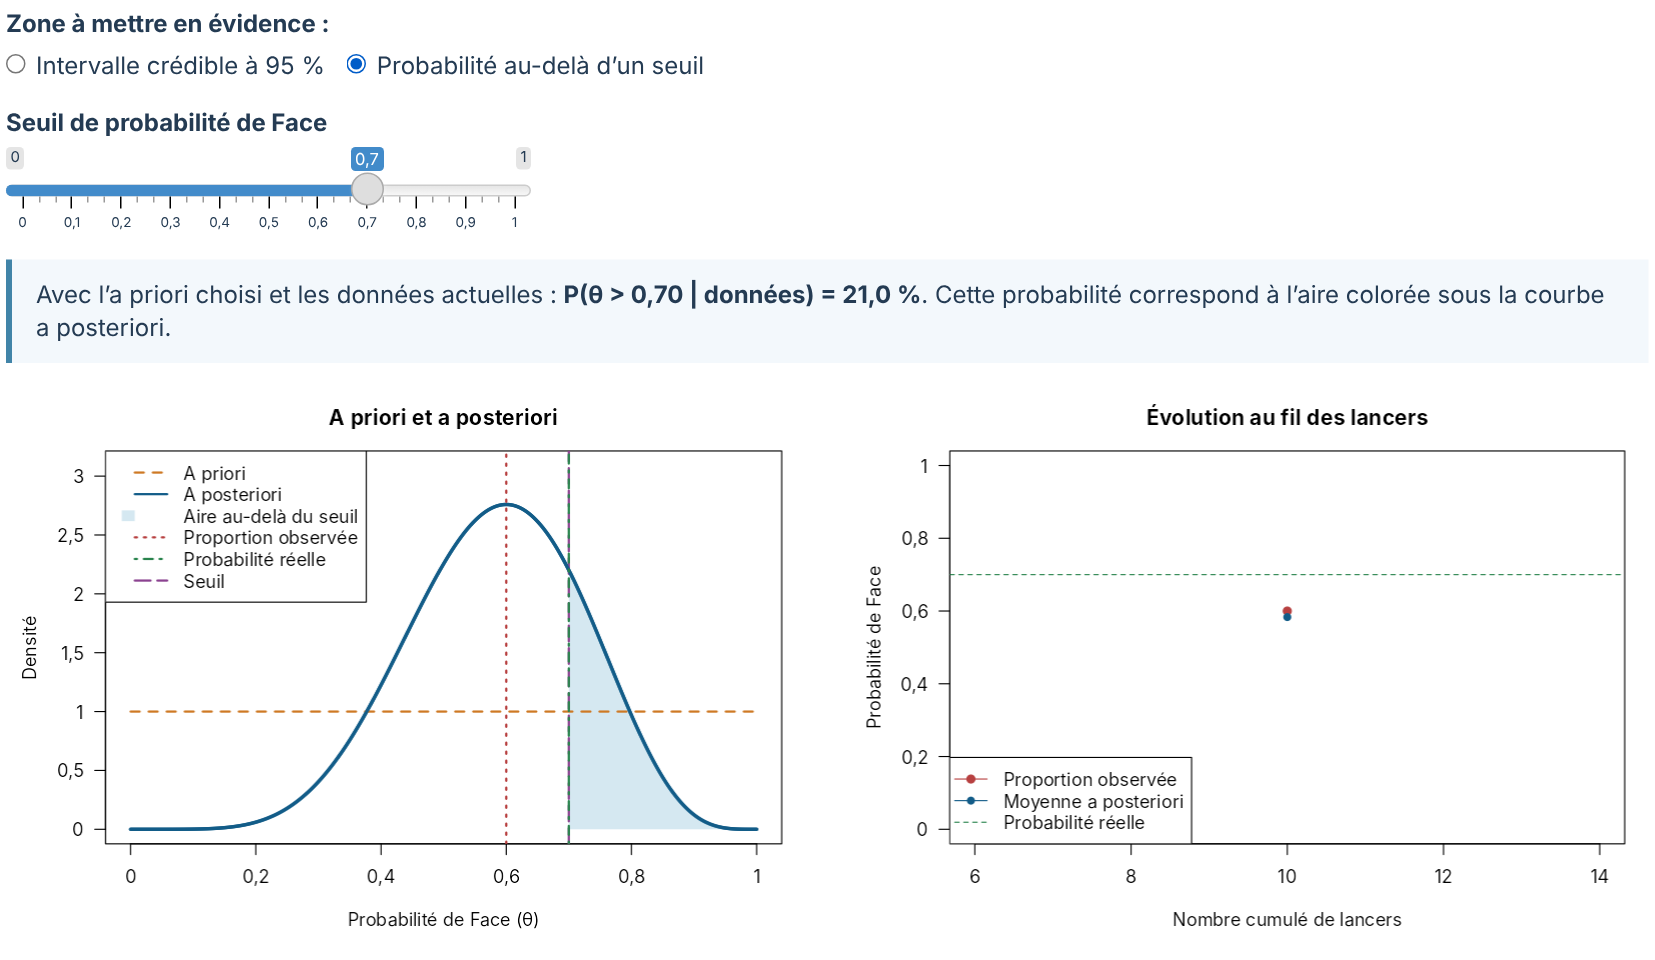 Zone à mettre en évidence :
Intervalle crédible à 95 % Probabilité au-delà d’un seuil
Seuil de probabilité de Face
0 0,7 1
0 0,1 0,2 0,3 0,4 0,5 0,6 0,7 0,8 0,9 1
Avec l’a priori choisi et les données actuelles : P(θ > 0,70 | données) = 21,0 %. Cette probabilité correspond à l’aire colorée sous la courbe
a posteriori.
A priori et a posteriori
A priori
A posteriori
Aire au-delà du seuil
Proportion observée
Probabilité réelle
Seuil
3
2,5
2
1,5
1
0,5
0
Densité
0 0,2 0,4 0,6 0,8 1
Probabilité de Face (θ)
Évolution au fil des lancers
1
0,8
0,6
0,4
0,2
0
Probabilité de Face
Proportion observée
Moyenne a posteriori
Probabilité réelle
6 8 10 12 14
Nombre cumulé de lancers